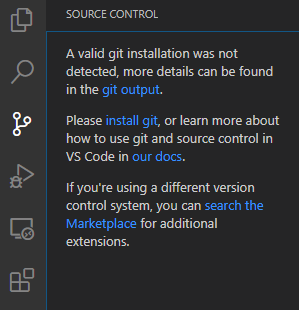 SOURCE CONTROL
A valid git installation was not
detected, more details can be found
in the git output.
Please install git, or learn more about
how to use git and source control in
VS Code in our docs.
If you're using a different version
control system, you can search the
Marketplace for additional
extensions.